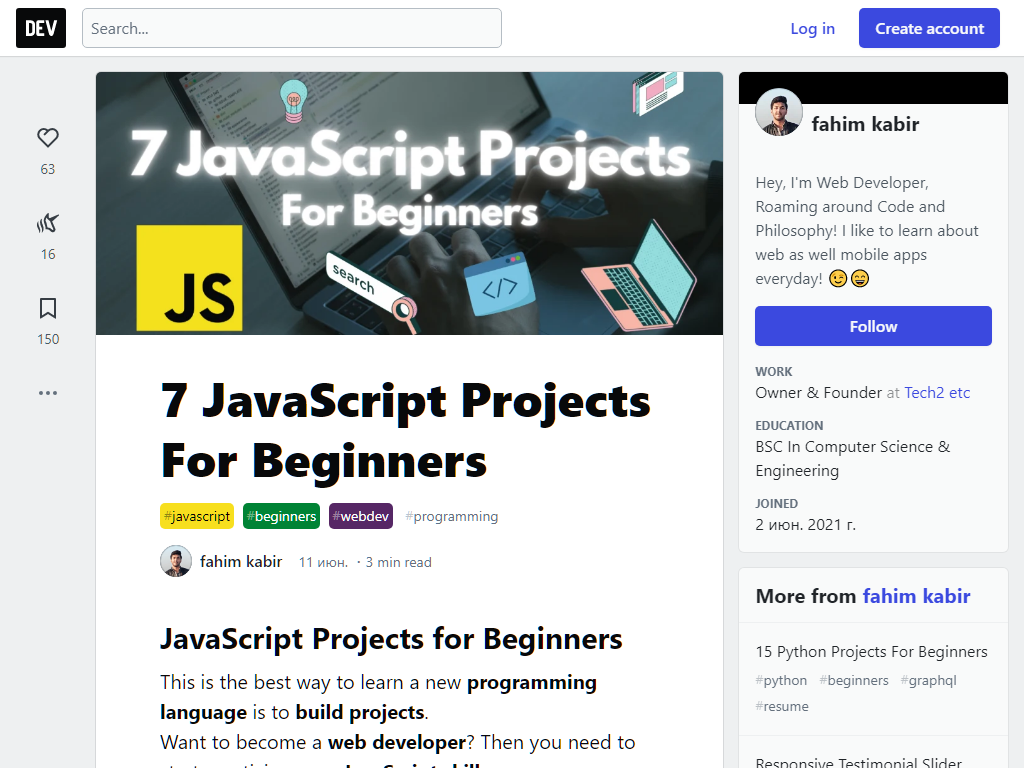 DEV
Search...
Log in
Create account
63
16
150
7 JavaScript Projects
For Beginners
JS
search
</>
7 JavaScript Projects
For Beginners
#javascript #beginners #webdev #programming
fahim kabir 11 июн. · 3 min read
JavaScript Projects for Beginners
This is the best way to learn a new programming
language is to build projects.
Want to become a web developer? Then you need to
fahim kabir
Hey, I'm Web Developer,
Roaming around Code and
Philosophy! I like to learn about
web as well mobile apps
everyday! 😉😄
Follow
WORK
Owner & Founder at Tech2 etc
EDUCATION
BSC In Computer Science &
Engineering
JOINED
2 июн. 2021 г.
More from fahim kabir
15 Python Projects For Beginners
#python #beginners #graphql
#resume
Responsive Testimonial Slider